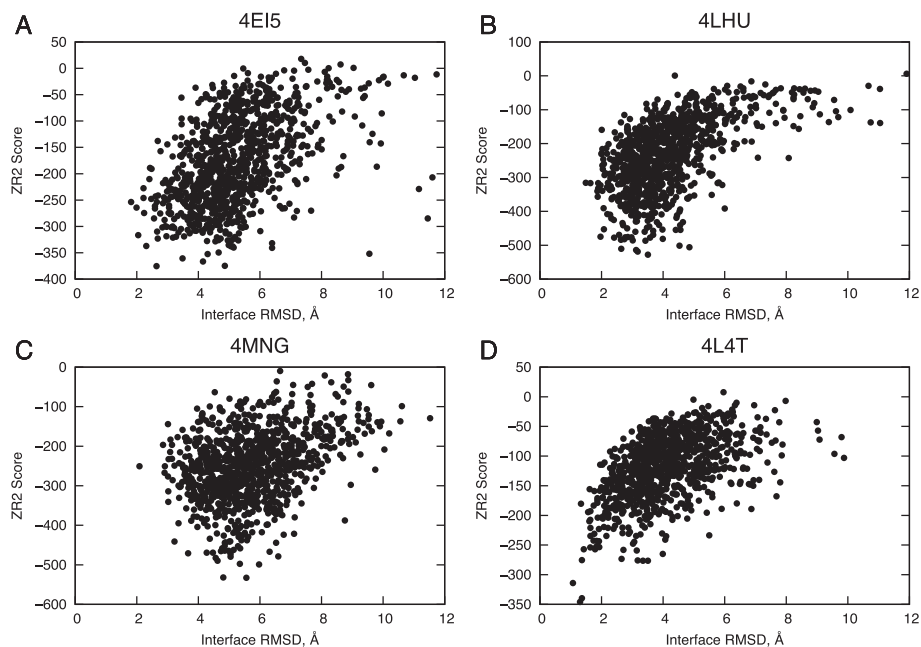 A
4EI5
ZR2 Score
50
0
−50
−100
−150
−200
−250
−300
−350
−400
0 2 4 6 8 10 12
Interface RMSD, Å
B
4LHU
ZR2 Score
100
0
−100
−200
−300
−400
−500
−600
0 2 4 6 8 10 12
Interface RMSD, Å
C
4MNG
ZR2 Score
0
−100
−200
−300
−400
−500
−600
0 2 4 6 8 10 12
Interface RMSD, Å
D
4L4T
ZR2 Score
50
0
−50
−100
−150
−200
−250
−300
−350
0 2 4 6 8 10 12
Interface RMSD, Å